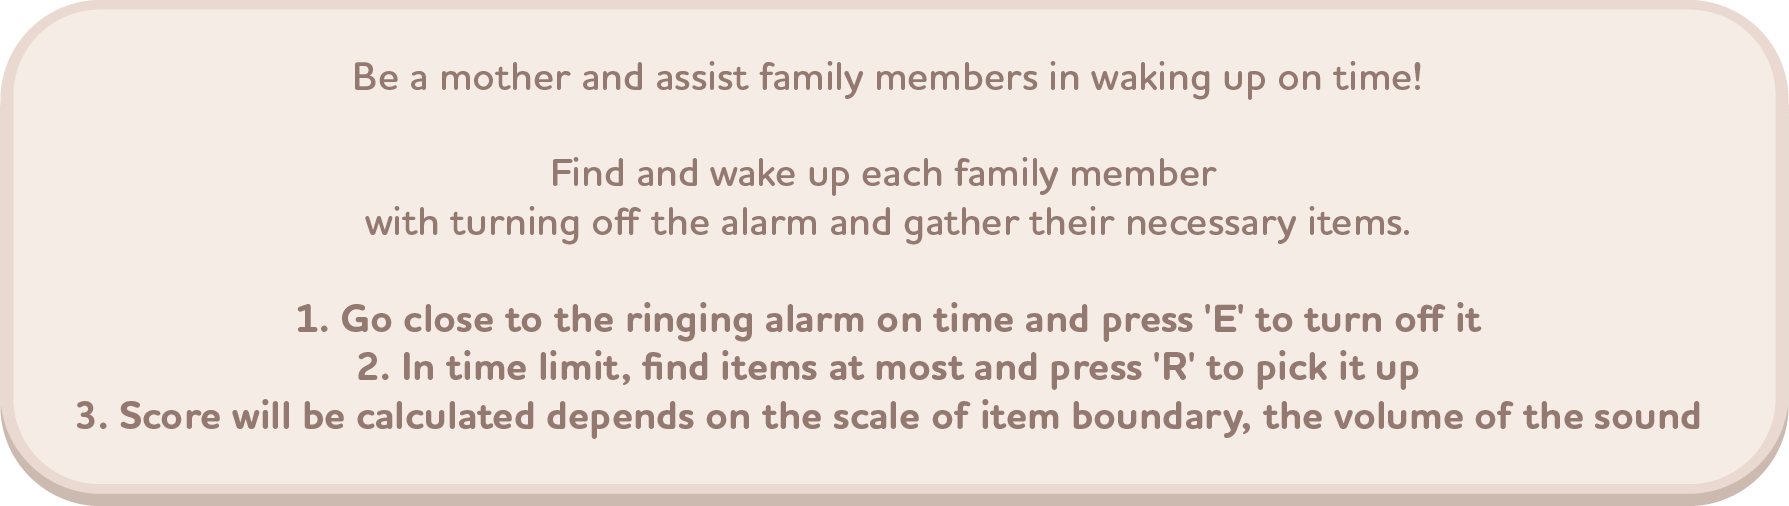 Be a mother and assist family members in waking up on time!
Find and wake up each family member
with turning off the alarm and gather their necessary items.
1. Go close to the ringing alarm on time and press 'E' to turn off it
2. In time limit, find items at most and press 'R' to pick it up
3. Score will be calculated depends on the scale of item boundary, the volume of the sound